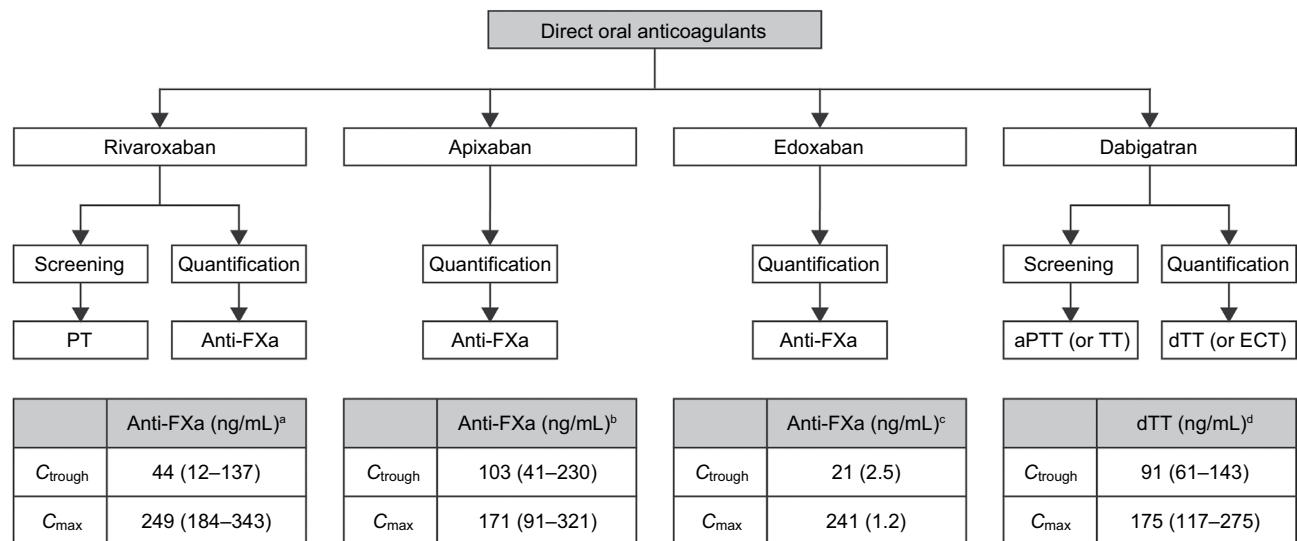 Direct oral anticoagulants
Rivaroxaban
Apixaban
Edoxaban
Dabigatran
Screening
Quantification
Quantification
Quantification
Screening
Quantification
PT
Anti-FXa
Anti-FXa
Anti-FXa
aPTT (or TT)
dTT (or ECT)
Anti-FXa (ng/mL)a
Ctrough 44 (12–137)
Cmax 249 (184–343)
Anti-FXa (ng/mL)b
Ctrough 103 (41–230)
Cmax 171 (91–321)
Anti-FXa (ng/mL)c
Ctrough 21 (2.5)
Cmax 241 (1.2)
dTT (ng/mL)d
Ctrough 91 (61–143)
Cmax 175 (117–275)